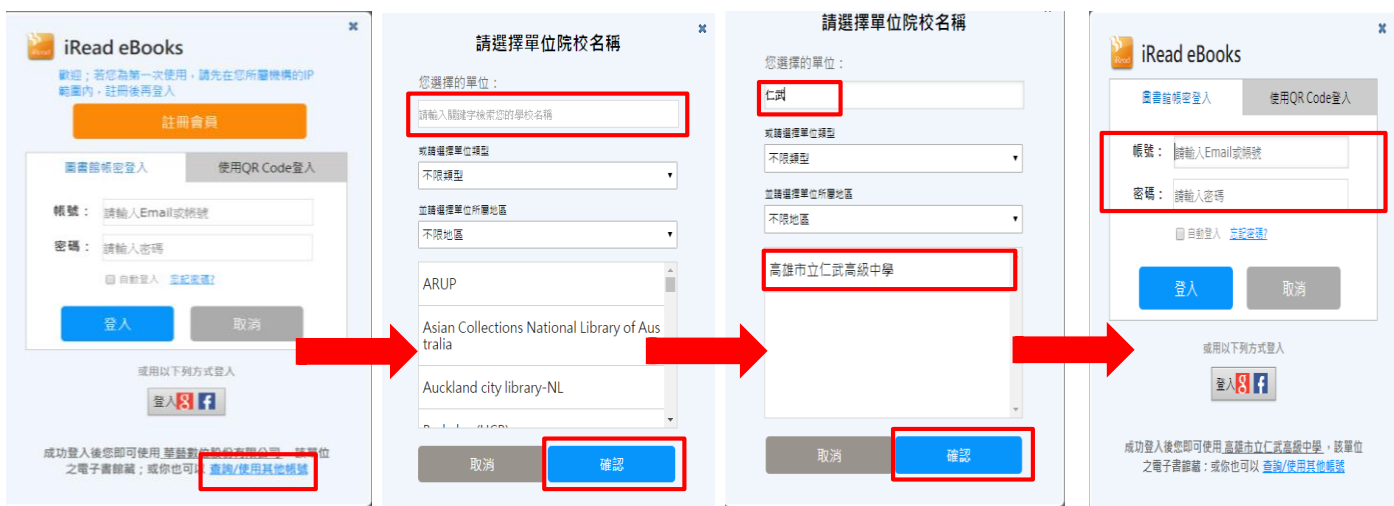 iRead eBooks
歡迎；若您為第一次使用，請先在您所屬機構的IP
範圍內，註冊後再登入
註冊會員
圖書館帳密登入
使用QR Code登入
帳號：
請輸入Email或帳號
密碼：
請輸入密碼
自動登入 忘記密碼?
登入
取消
或用以下列方式登入
登入
成功登入後您即可使用 華藝數位股份有限公司，該單位
之電子書館藏；或你也可以 查詢/使用其他帳號
請選擇單位院校名稱
您選擇的單位：
請輸入關鍵字檢索您的學校名稱
或請選擇單位類型
不限類型
並請選擇單位所屬地區
不限地區
ARUP
Asian Collections National Library of Aus
tralia
Auckland city library-NL
取消
確認
請選擇單位院校名稱
您選擇的單位：
仁武
或請選擇單位類型
不限類型
並請選擇單位所屬地區
不限地區
高雄市立仁武高級中學
取消
確認
iRead eBooks
圖書館帳密登入
使用QR Code登入
帳號：
請輸入Email或帳號
密碼：
請輸入密碼
自動登入 忘記密碼?
登入
取消
或用以下列方式登入
登入
成功登入後您即可使用 高雄市立仁武高級中學，該單位
之電子書館藏：或你也可以 查詢/使用其他帳號